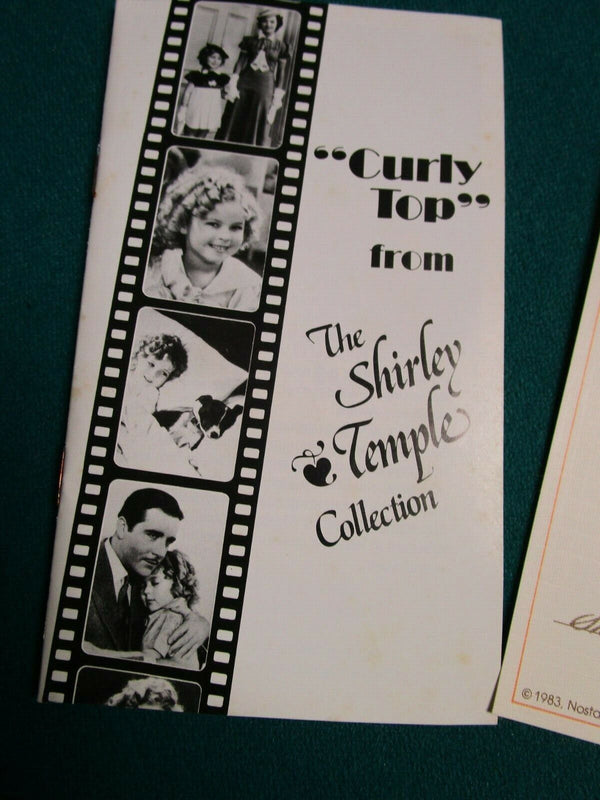 “Curly
Top”
from
The
Shirley
Temple
Collection
© 1983, Nosta